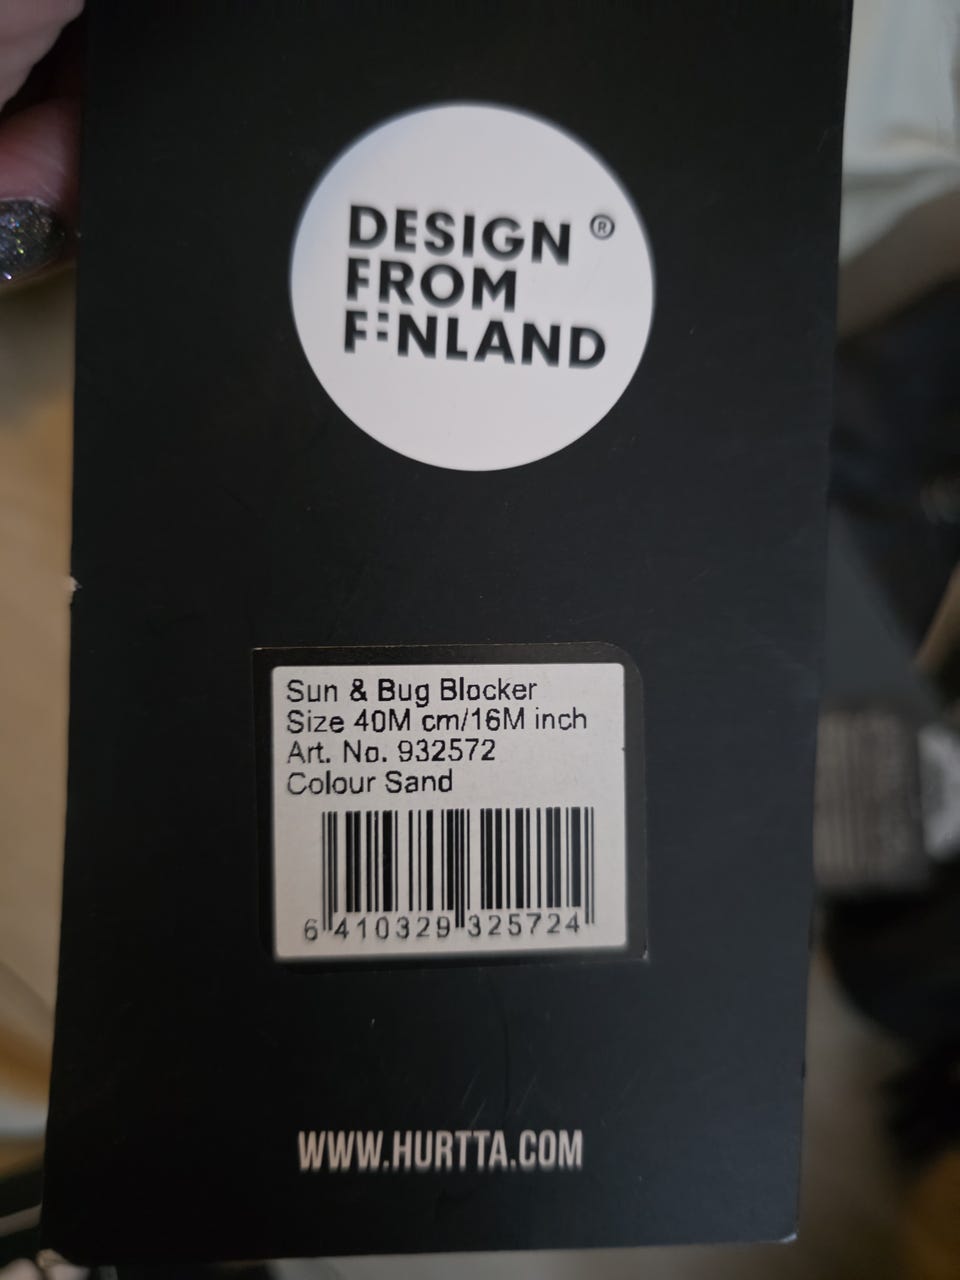 DESIGN ®
FROM
FINLAND
Sun & Bug Blocker
Size 40M cm/16M inch
Art. No. 932572
Colour Sand
6 410329 325724
WWW.HURTTA.COM